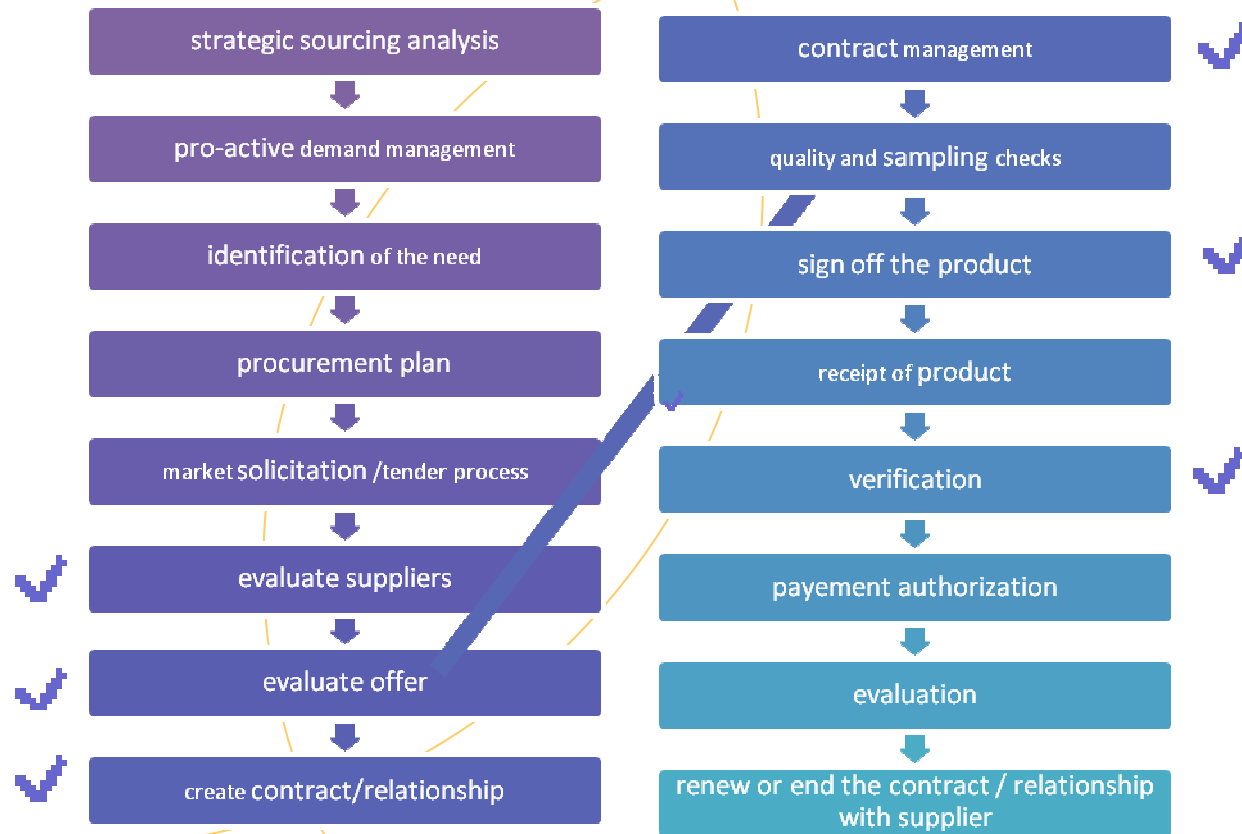 strategic sourcing analysis
pro-active demand management
identification of the need
procurement plan
market solicitation /tender process
evaluate suppliers
evaluate offer
create contract/relationship
contract management
quality and sampling checks
sign off the product
receipt of product
verification
payement authorization
evaluation
renew or end the contract / relationship
with supplier